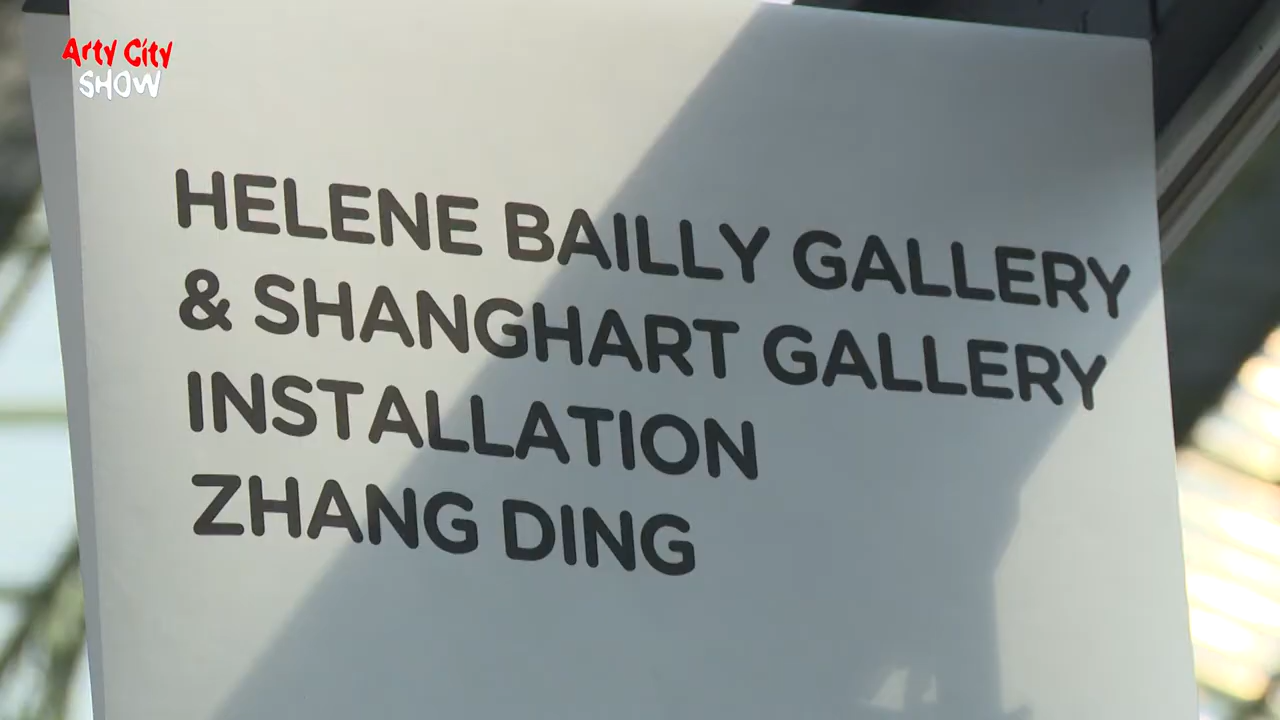 Arty City
SHOW
HELENE BAILLY GALLERY
& SHANGHART GALLERY
INSTALLATION
ZHANG DING